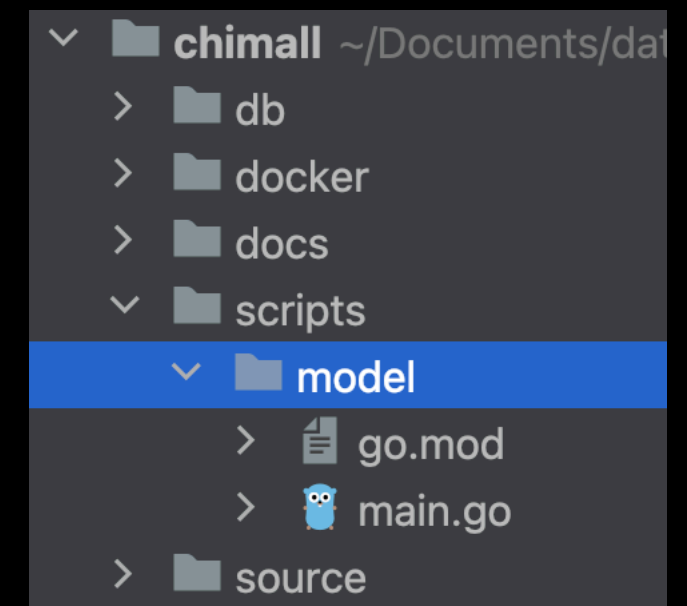 chimall ~/Documents/dat
db
docker
docs
scripts
model
go.mod
main.go
source